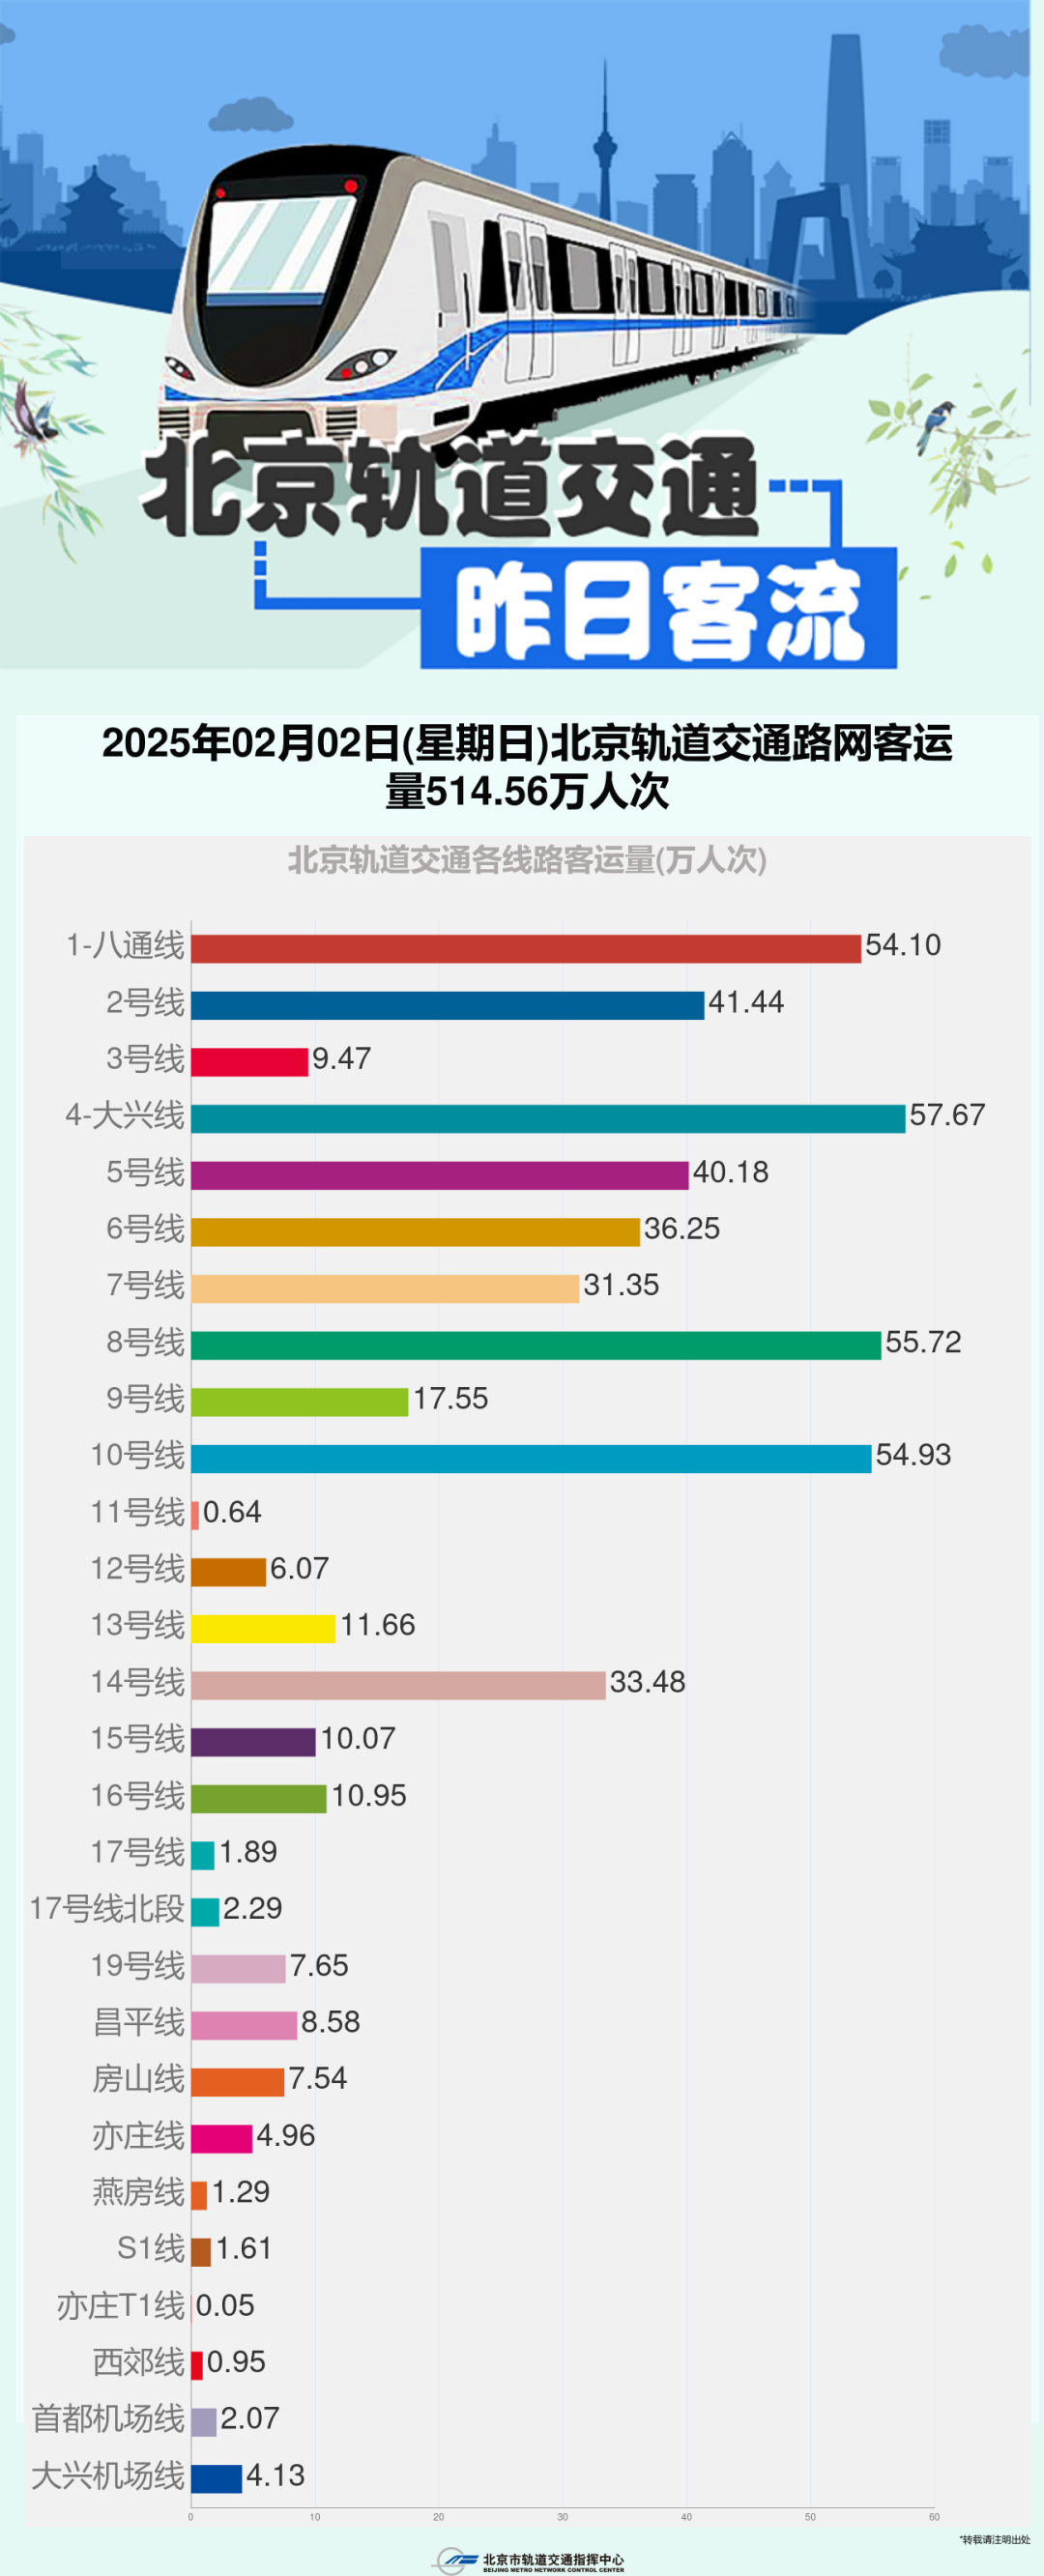 北京轨道交通
昨日客流
2025年02月02日(星期日)北京轨道交通路网客运
量514.56万人次
北京轨道交通各线路客运量(万人次)
1-八通线 54.10
2号线 41.44
3号线 9.47
4-大兴线 57.67
5号线 40.18
6号线 36.25
7号线 31.35
8号线 55.72
9号线 17.55
10号线 54.93
11号线 0.64
12号线 6.07
13号线 11.66
14号线 33.48
15号线 10.07
16号线 10.95
17号线 1.89
17号线北段 2.29
19号线 7.65
昌平线 8.58
房山线 7.54
亦庄线 4.96
燕房线 1.29
S1线 1.61
亦庄T1线 0.05
西郊线 0.95
首都机场线 2.07
大兴机场线 4.13
0 10 20 30 40 50 60
*转载请注明出处
北京市轨道交通指挥中心
BEIJING METRO NETWORK CONTROL CENTER